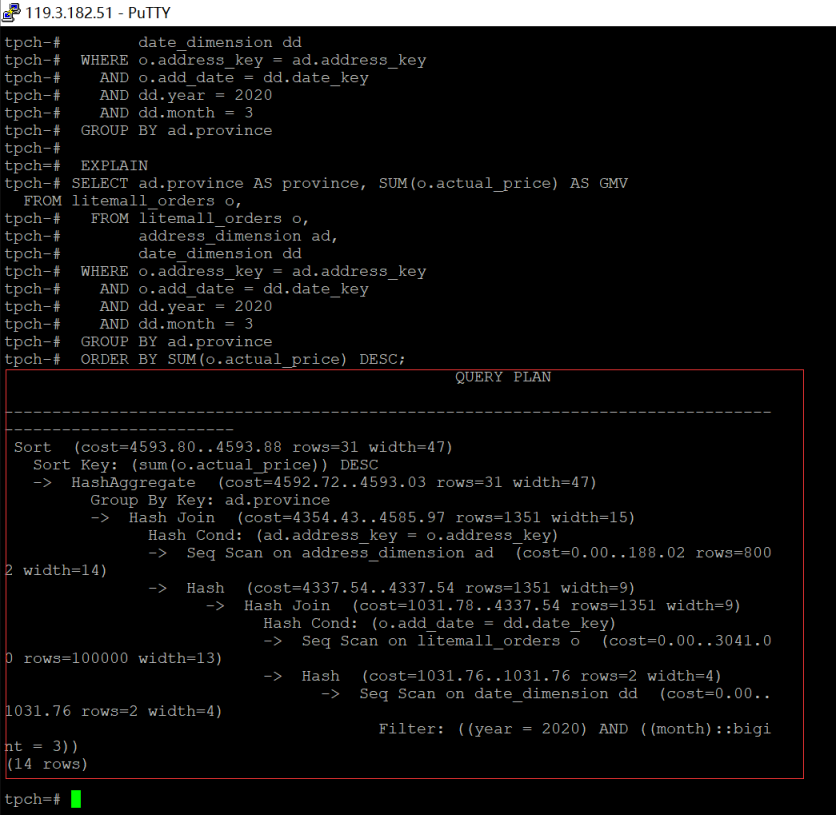 119.3.182.51 - PuTTY
tpch-#        date_dimension dd
tpch-#  WHERE o.address_key = ad.address_key
tpch-#    AND o.add_date = dd.date_key
tpch-#    AND dd.year = 2020
tpch-#    AND dd.month = 3
tpch-#  GROUP BY ad.province
tpch-#
tpch=#  EXPLAIN
tpch-# SELECT ad.province AS province, SUM(o.actual_price) AS GMV
  FROM litemall_orders o,
tpch-#   FROM litemall_orders o,
tpch-#        address_dimension ad,
tpch-#        date_dimension dd
tpch-#  WHERE o.address_key = ad.address_key
tpch-#    AND o.add_date = dd.date_key
tpch-#    AND dd.year = 2020
tpch-#    AND dd.month = 3
tpch-#  GROUP BY ad.province
tpch-#  ORDER BY SUM(o.actual_price) DESC;
                                               QUERY PLAN
--------------------------------------------------------------------------------
------------------------
 Sort  (cost=4593.80..4593.88 rows=31 width=47)
   Sort Key: (sum(o.actual_price)) DESC
   ->  HashAggregate  (cost=4592.72..4593.03 rows=31 width=47)
         Group By Key: ad.province
         ->  Hash Join  (cost=4354.43..4585.97 rows=1351 width=15)
               Hash Cond: (ad.address_key = o.address_key)
               ->  Seq Scan on address_dimension ad  (cost=0.00..188.02 rows=800
2 width=14)
               ->  Hash  (cost=4337.54..4337.54 rows=1351 width=9)
                     ->  Hash Join  (cost=1031.78..4337.54 rows=1351 width=9)
                           Hash Cond: (o.add_date = dd.date_key)
                           ->  Seq Scan on litemall_orders o  (cost=0.00..3041.0
0 rows=100000 width=13)
                           ->  Hash  (cost=1031.76..1031.76 rows=2 width=4)
                                 ->  Seq Scan on date_dimension dd  (cost=0.00..
1031.76 rows=2 width=4)
                                       Filter: ((year = 2020) AND ((month)::bigi
nt = 3))
(14 rows)
tpch=#